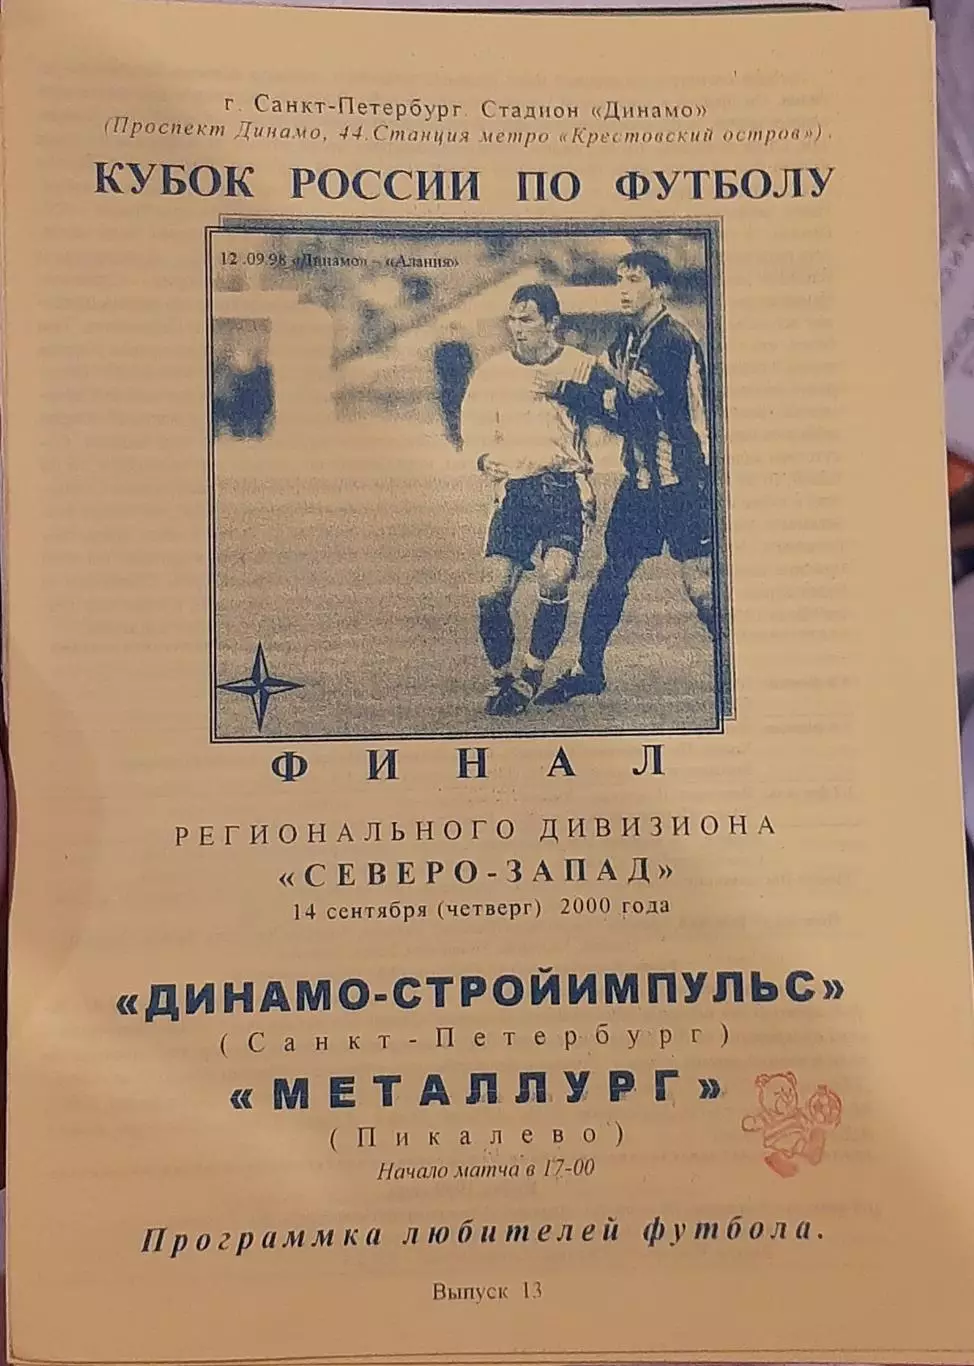 г. Санкт-Петербург. Стадион «Динамо»
(Проспект Динамо, 44.Станция метро «Крестовский остров»).
КУБОК РОССИИ ПО ФУТБОЛУ
12.09.98 «Динамо» – «Алания»
ФИНАЛ
РЕГИОНАЛЬНОГО ДИВИЗИОНА
«СЕВЕРО-ЗАПАД»
14 сентября (четверг) 2000 года
«ДИНАМО-СТРОЙИМПУЛЬС»
(Санкт-Петербург)
«МЕТАЛЛУРГ»
(Пикалево)
Начало матча в 17-00
Программка любителей футбола.
Выпуск 13